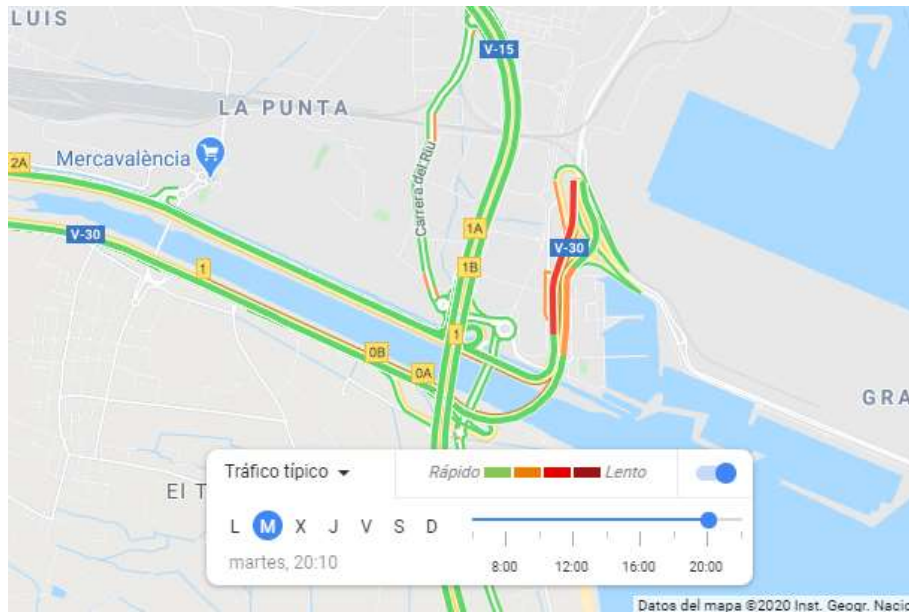 LUIS
V-15
LA PUNTA
Mercavalència
2A
Carrera del Riu
1A
V-30
V-30
1B
1
1
0B
0A
GRA
El T
Tráfico típico
Rápido
Lento
L M X J V S D
martes, 20:10
8:00 12:00 16:00 20:00
Datos del mapa ©2020 Inst. Geogr. Nacio